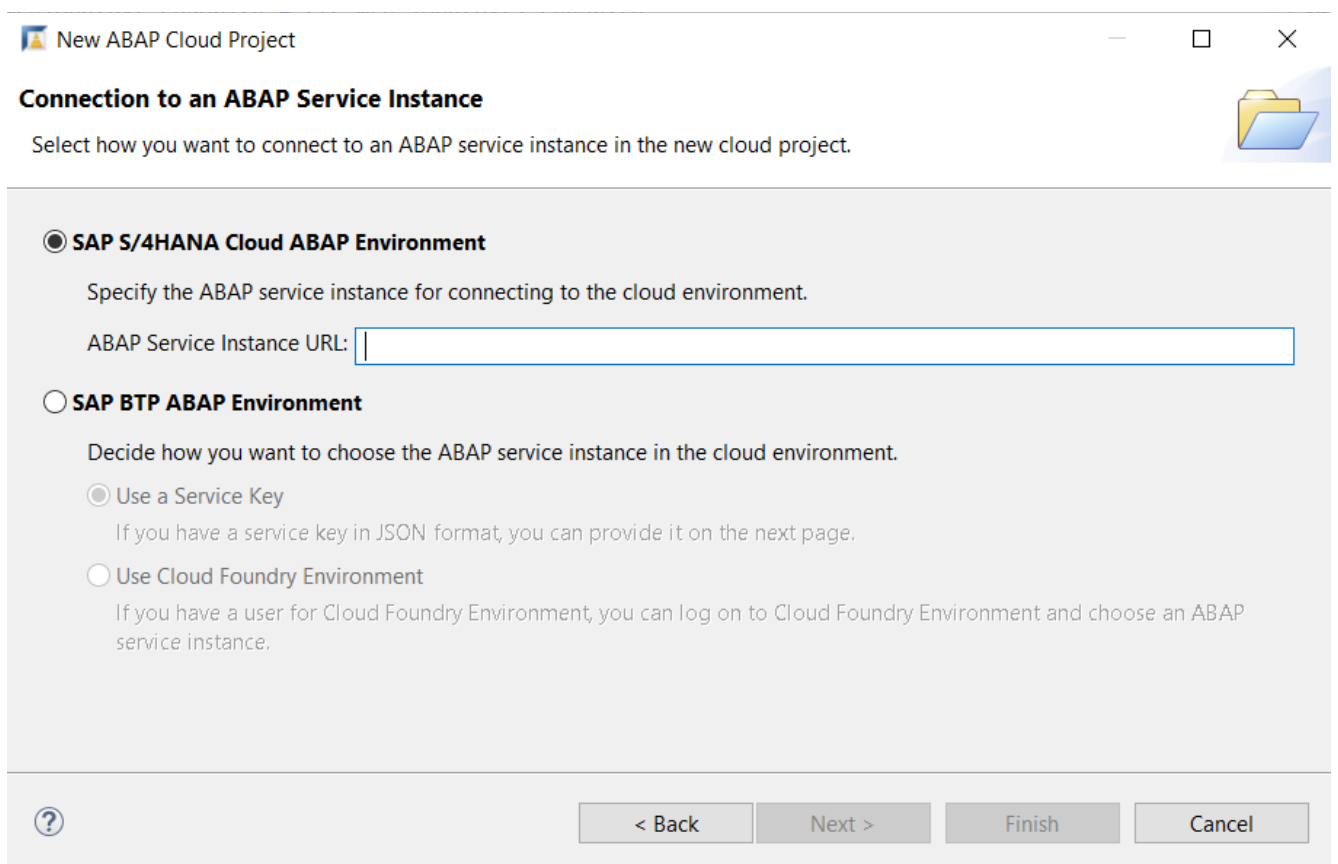 New ABAP Cloud Project
Connection to an ABAP Service Instance
Select how you want to connect to an ABAP service instance in the new cloud project.
SAP S/4HANA Cloud ABAP Environment
Specify the ABAP service instance for connecting to the cloud environment.
ABAP Service Instance URL:
SAP BTP ABAP Environment
Decide how you want to choose the ABAP service instance in the cloud environment.
Use a Service Key
If you have a service key in JSON format, you can provide it on the next page.
Use Cloud Foundry Environment
If you have a user for Cloud Foundry Environment, you can log on to Cloud Foundry Environment and choose an ABAP
service instance.
?
< Back
Next >
Finish
Cancel